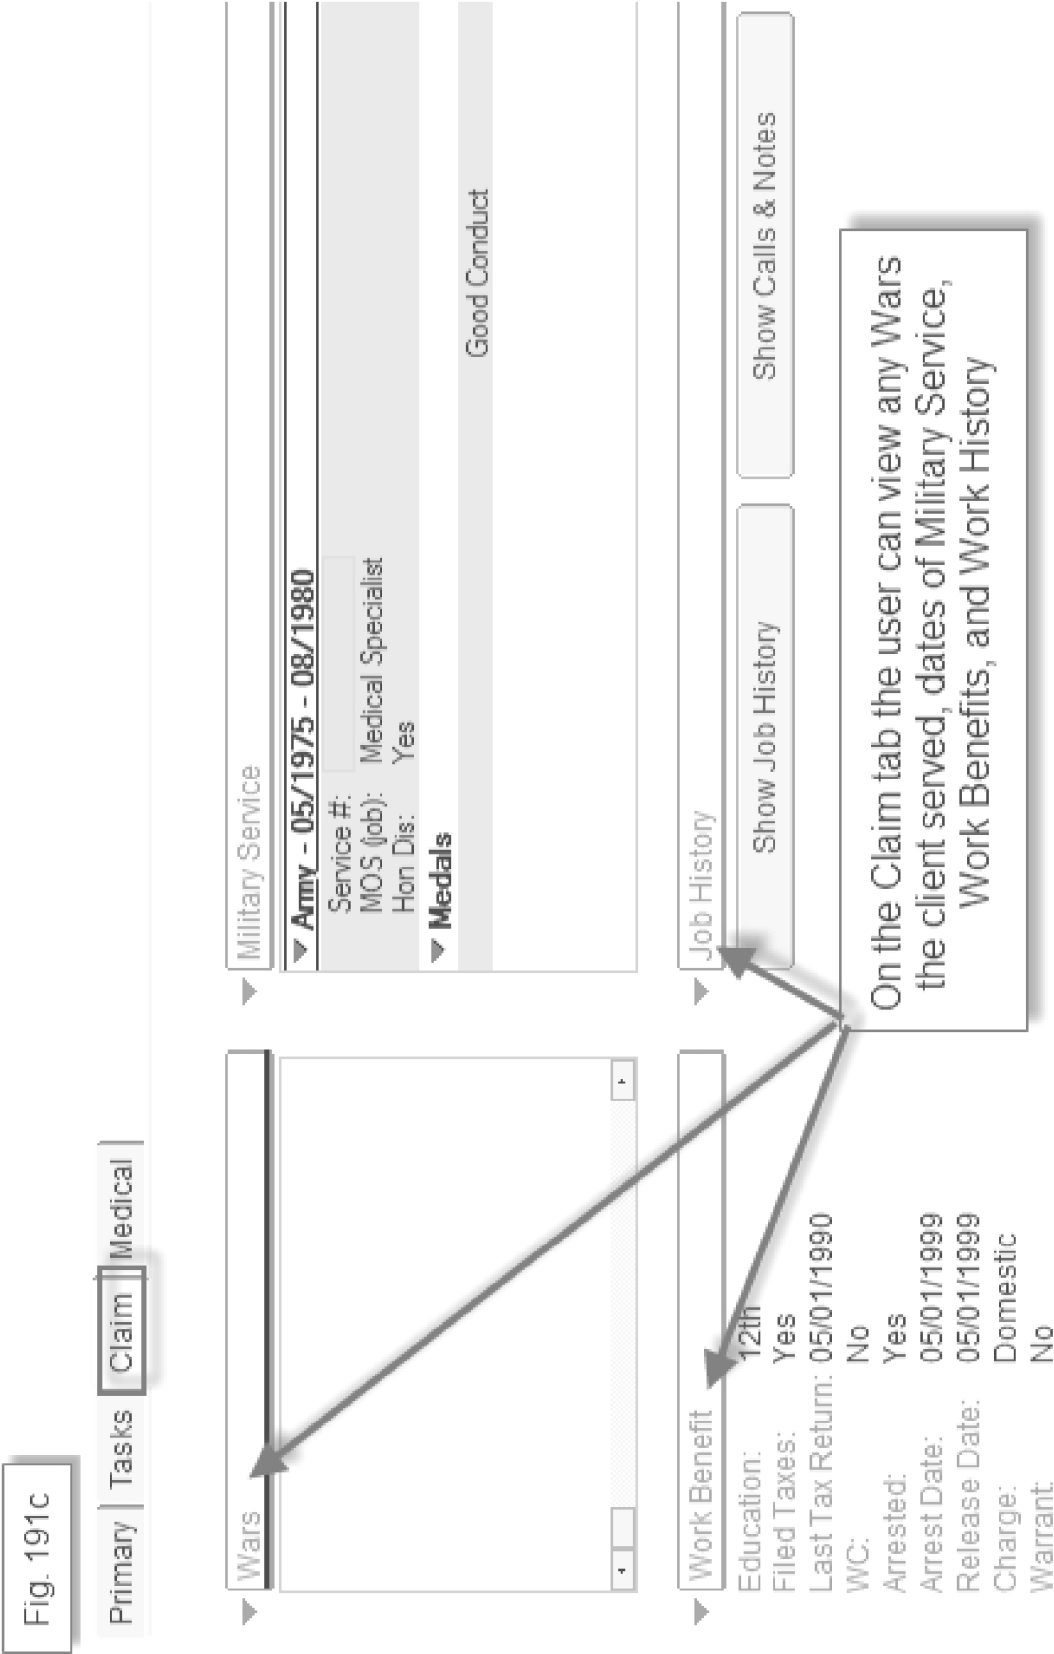 Fig. 191c
Primary Tasks Claim Medical
Wars
Military Service
Army - 05/1975 - 08/1980
Service #:
MOS (job): Medical Specialist
Hon Dis: Yes
Medals
Good Conduct
Work Benefit
Education: 12th
Filed Taxes: Yes
Last Tax Return: 05/01/1990
WC: No
Arrested: Yes
Arrest Date: 05/01/1999
Release Date: 05/01/1999
Charge: Domestic
Warrant: No
Job History
Show Job History Show Calls & Notes
On the Claim tab the user can view any Wars
the client served, dates of Military Service,
Work Benefits, and Work History